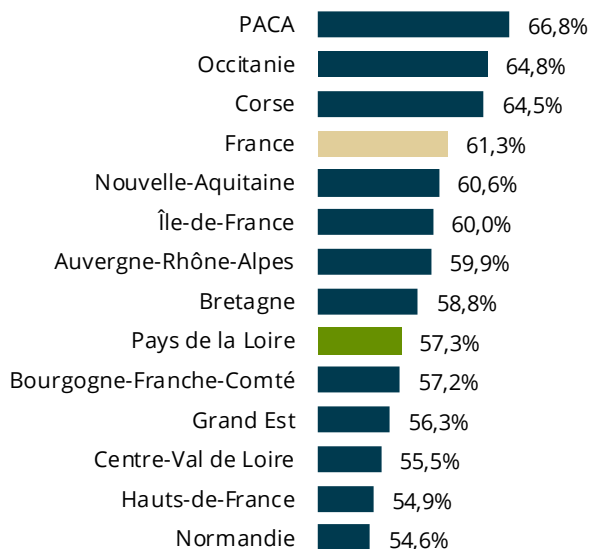 PACA 66,8%
Occitanie 64,8%
Corse 64,5%
France 61,3%
Nouvelle-Aquitaine 60,6%
Île-de-France 60,0%
Auvergne-Rhône-Alpes 59,9%
Bretagne 58,8%
Pays de la Loire 57,3%
Bourgogne-Franche-Comté 57,2%
Grand Est 56,3%
Centre-Val de Loire 55,5%
Hauts-de-France 54,9%
Normandie 54,6%